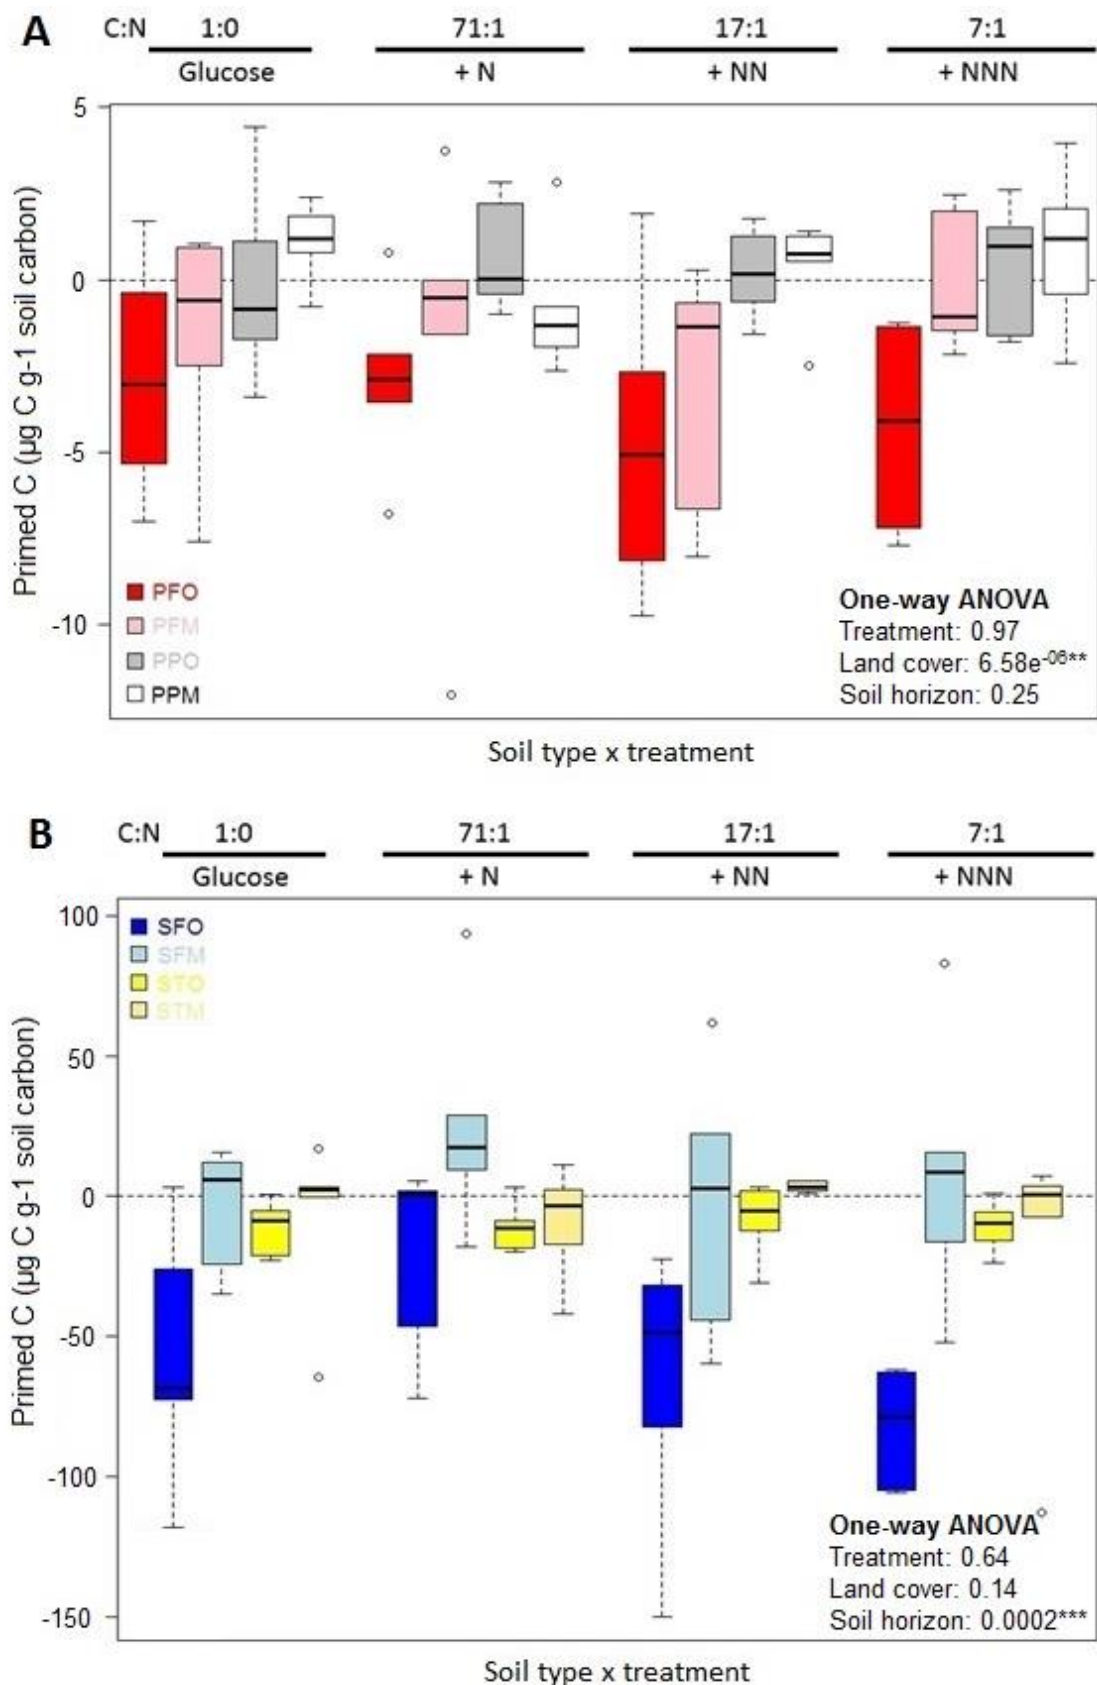 A
C:N 1:0 71:1 17:1 7:1
Glucose + N + NN + NNN
5
0
-5
-10
Primed C (µg C g-1 soil carbon)
PFO
PFM
PPO
PPM
One-way ANOVA
Treatment: 0.97
Land cover: 6.58e-06**
Soil horizon: 0.25
Soil type x treatment
B
C:N 1:0 71:1 17:1 7:1
Glucose + N + NN + NNN
100
50
0
-50
-100
-150
Primed C (µg C g-1 soil carbon)
SFO
SFM
STO
STM
One-way ANOVA
Treatment: 0.64
Land cover: 0.14
Soil horizon: 0.0002***
Soil type x treatment